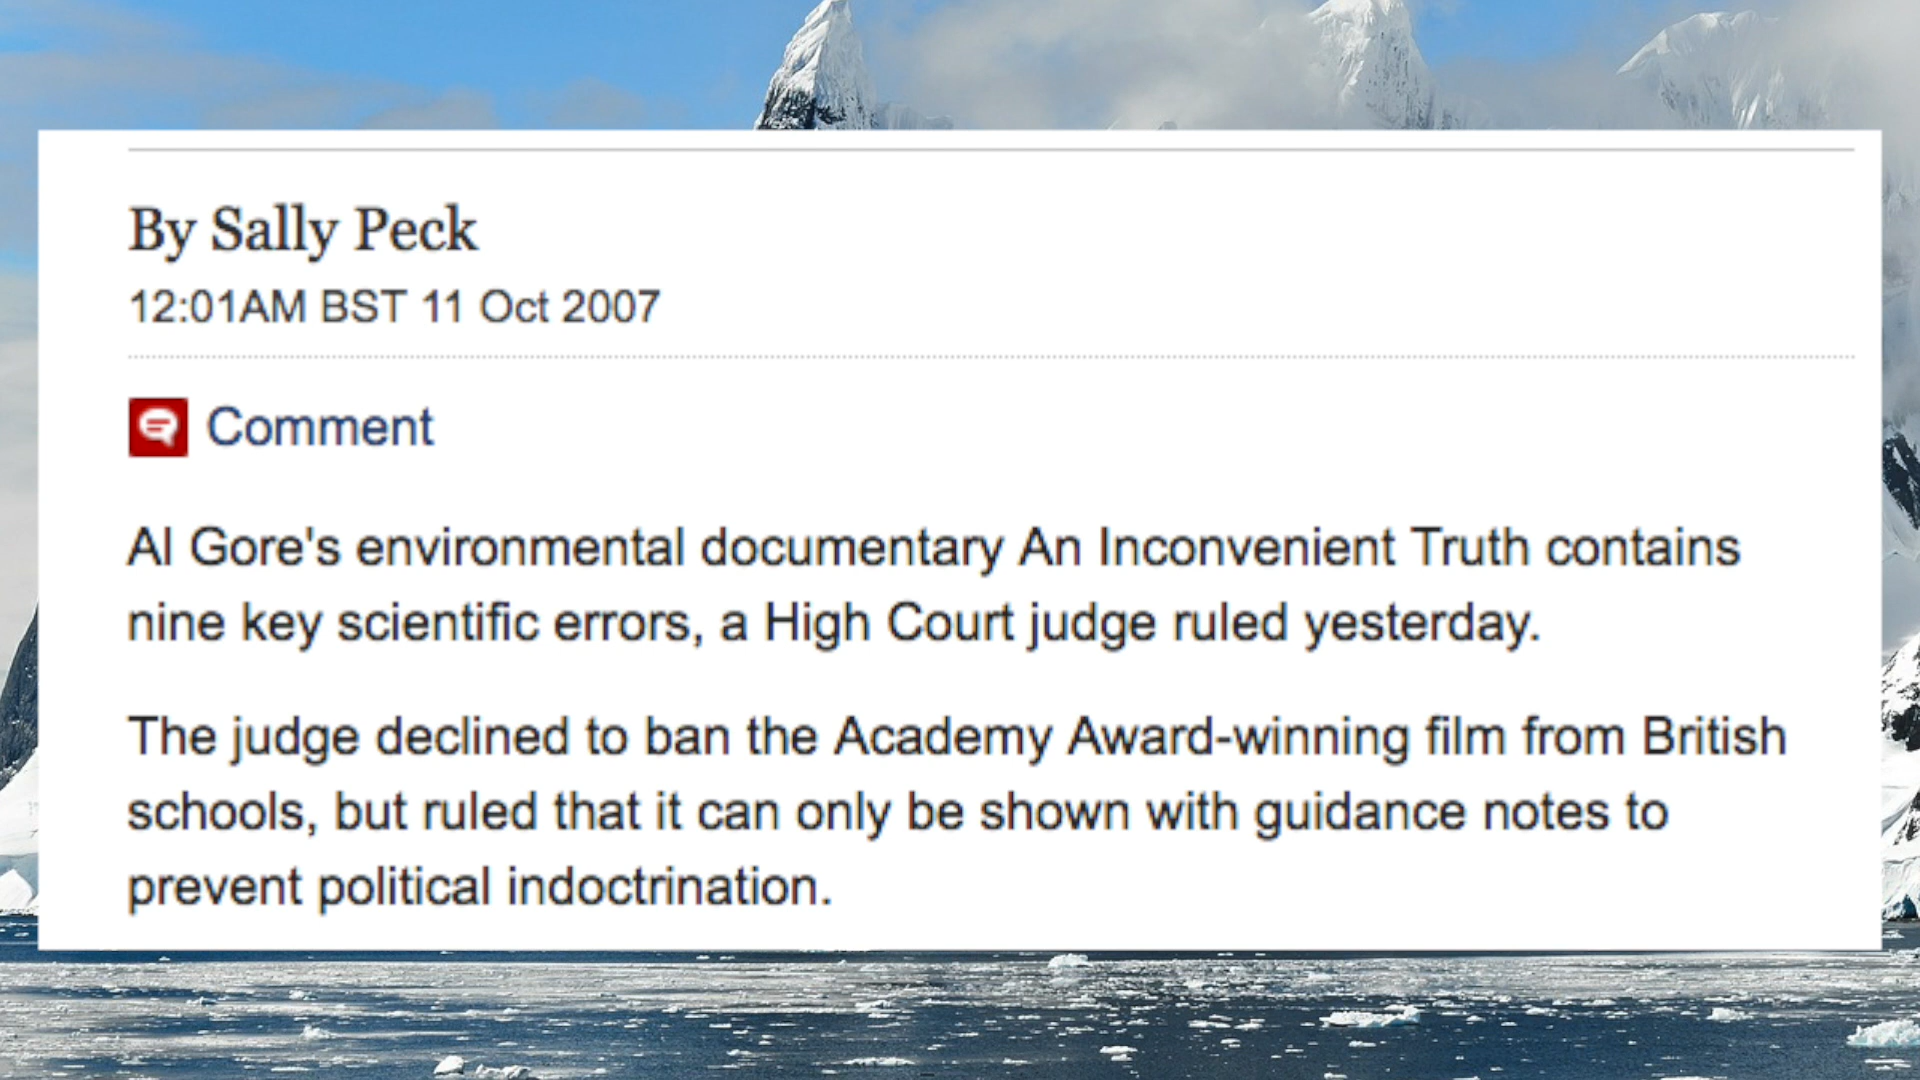 By Sally Peck
12:01AM BST 11 Oct 2007
Comment
Al Gore's environmental documentary An Inconvenient Truth contains
nine key scientific errors, a High Court judge ruled yesterday.
The judge declined to ban the Academy Award-winning film from British
schools, but ruled that it can only be shown with guidance notes to
prevent political indoctrination.